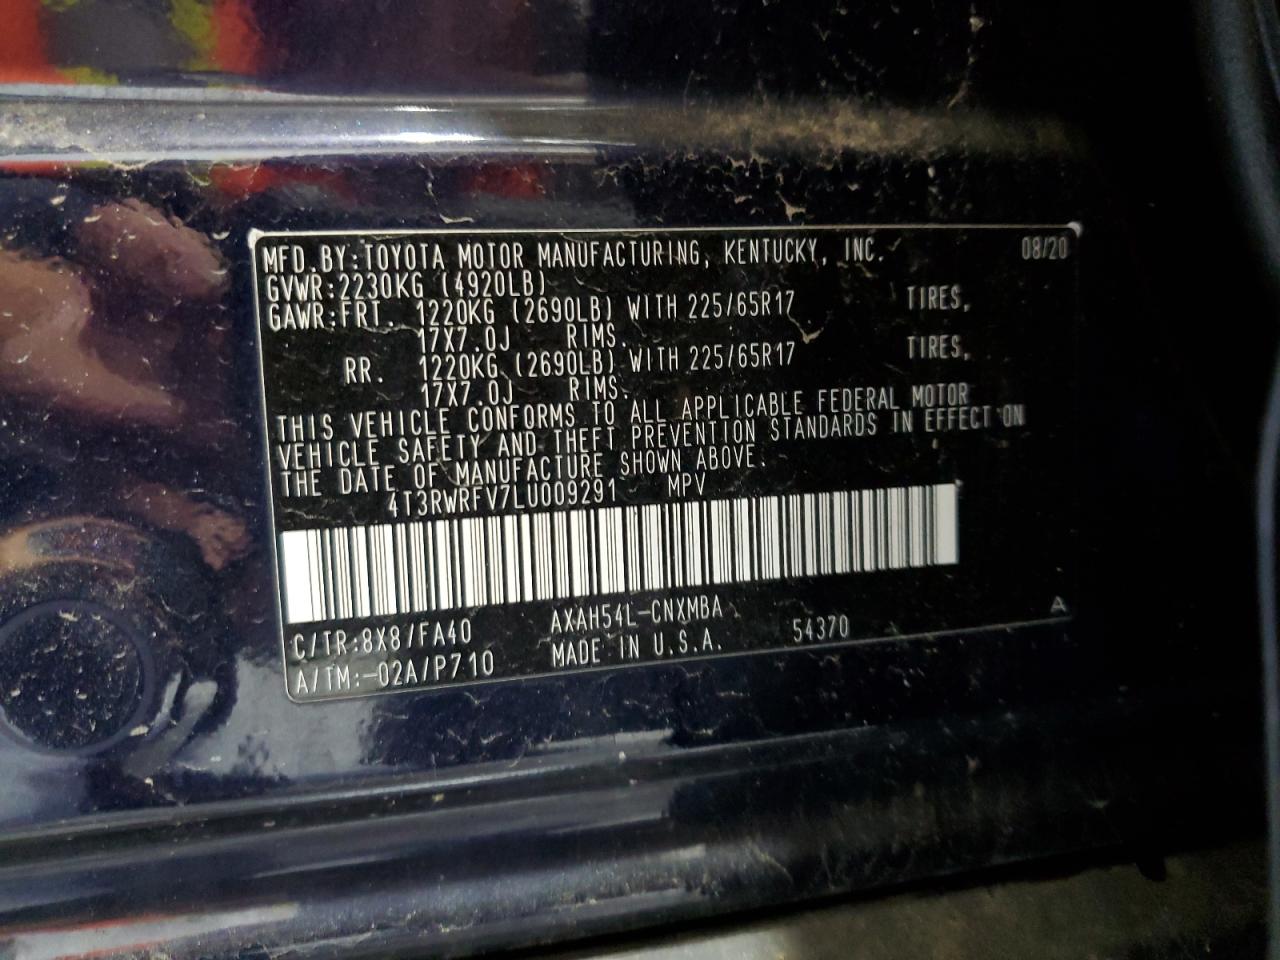 MFD.BY:TOYOTA MOTOR MANUFACTURING, KENTUCKY, INC. 08/20
GVWR:2230KG (4920LB)
GAWR:FRT. 1220KG (2690LB) WITH 225/65R17 TIRES,
17X7.0J RIMS.
RR. 1220KG (2690LB) WITH 225/65R17 TIRES,
17X7.0J RIMS.
THIS VEHICLE CONFORMS TO ALL APPLICABLE FEDERAL MOTOR
VEHICLE SAFETY AND THEFT PREVENTION STANDARDS IN EFFECT ON
THE DATE OF MANUFACTURE SHOWN ABOVE.
4T3RWRFV7LU009291 MPV
C/TR:8X8/FA40 AXAH54L-CNXMBA A
A/TM:-02A/P710 MADE IN U.S.A. 54370